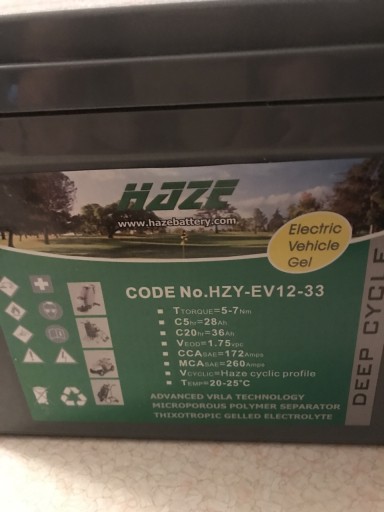 HAZE
www.hazebattery.com
Electric
Vehicle
Gel
CODE No.HZY-EV12-33
TTORQUE=5-7Nm
C5hr=28Ah
C20hr=36Ah
VEOD=1.75VDC
CCASAE=172Amps
MCASAE=260Amps
VCYCLIC=Haze cyclic profile
TEMP=20-25°C
ADVANCED VRLA TECHNOLOGY
MICROPOROUS POLYMER SEPARATOR
THIXOTROPIC GELLED ELECTROLYTE
DEEP CYCLE